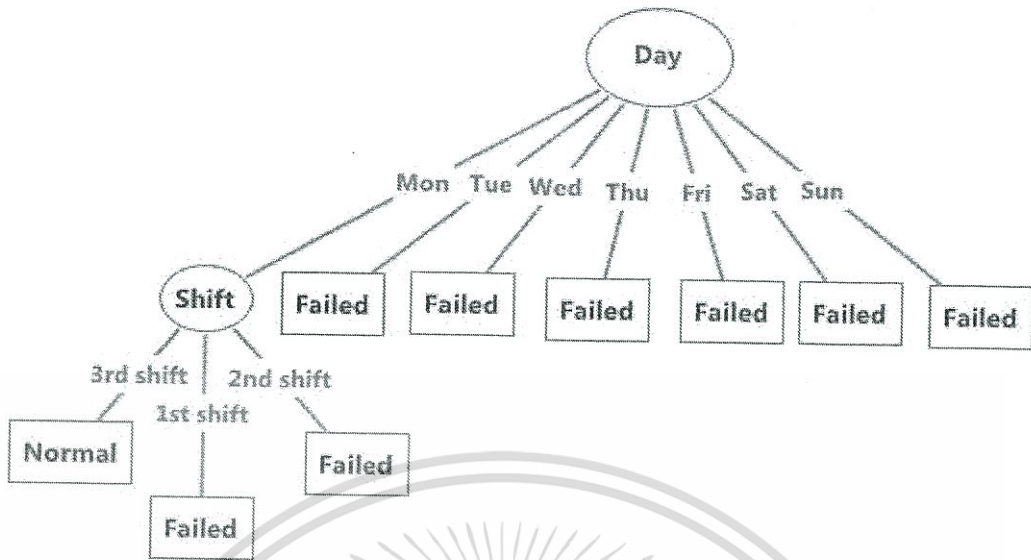 Day
Mon Tue Wed Thu Fri Sat Sun
Shift Failed Failed Failed Failed Failed Failed
3rd shift 2nd shift
1st shift
Normal Failed
Failed